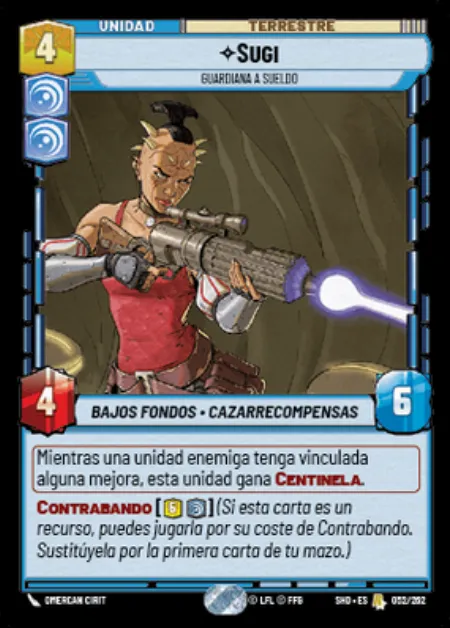 UNIDAD
TERRESTRE
4
SUGI
GUARDIANA A SUELDO
4
BAJOS FONDOS • CAZARRECOMPENSAS
6
Mientras una unidad enemiga tenga vinculada
alguna mejora, esta unidad gana CENTINELA.
CONTRABANDO [6](Si esta carta es un
recurso, puedes jugarla por su coste de Contrabando.
Sustitúyela por la primera carta de tu mazo.)
OMERCAN CIRIT
© LFL © FFG
SHD • ES
052/262